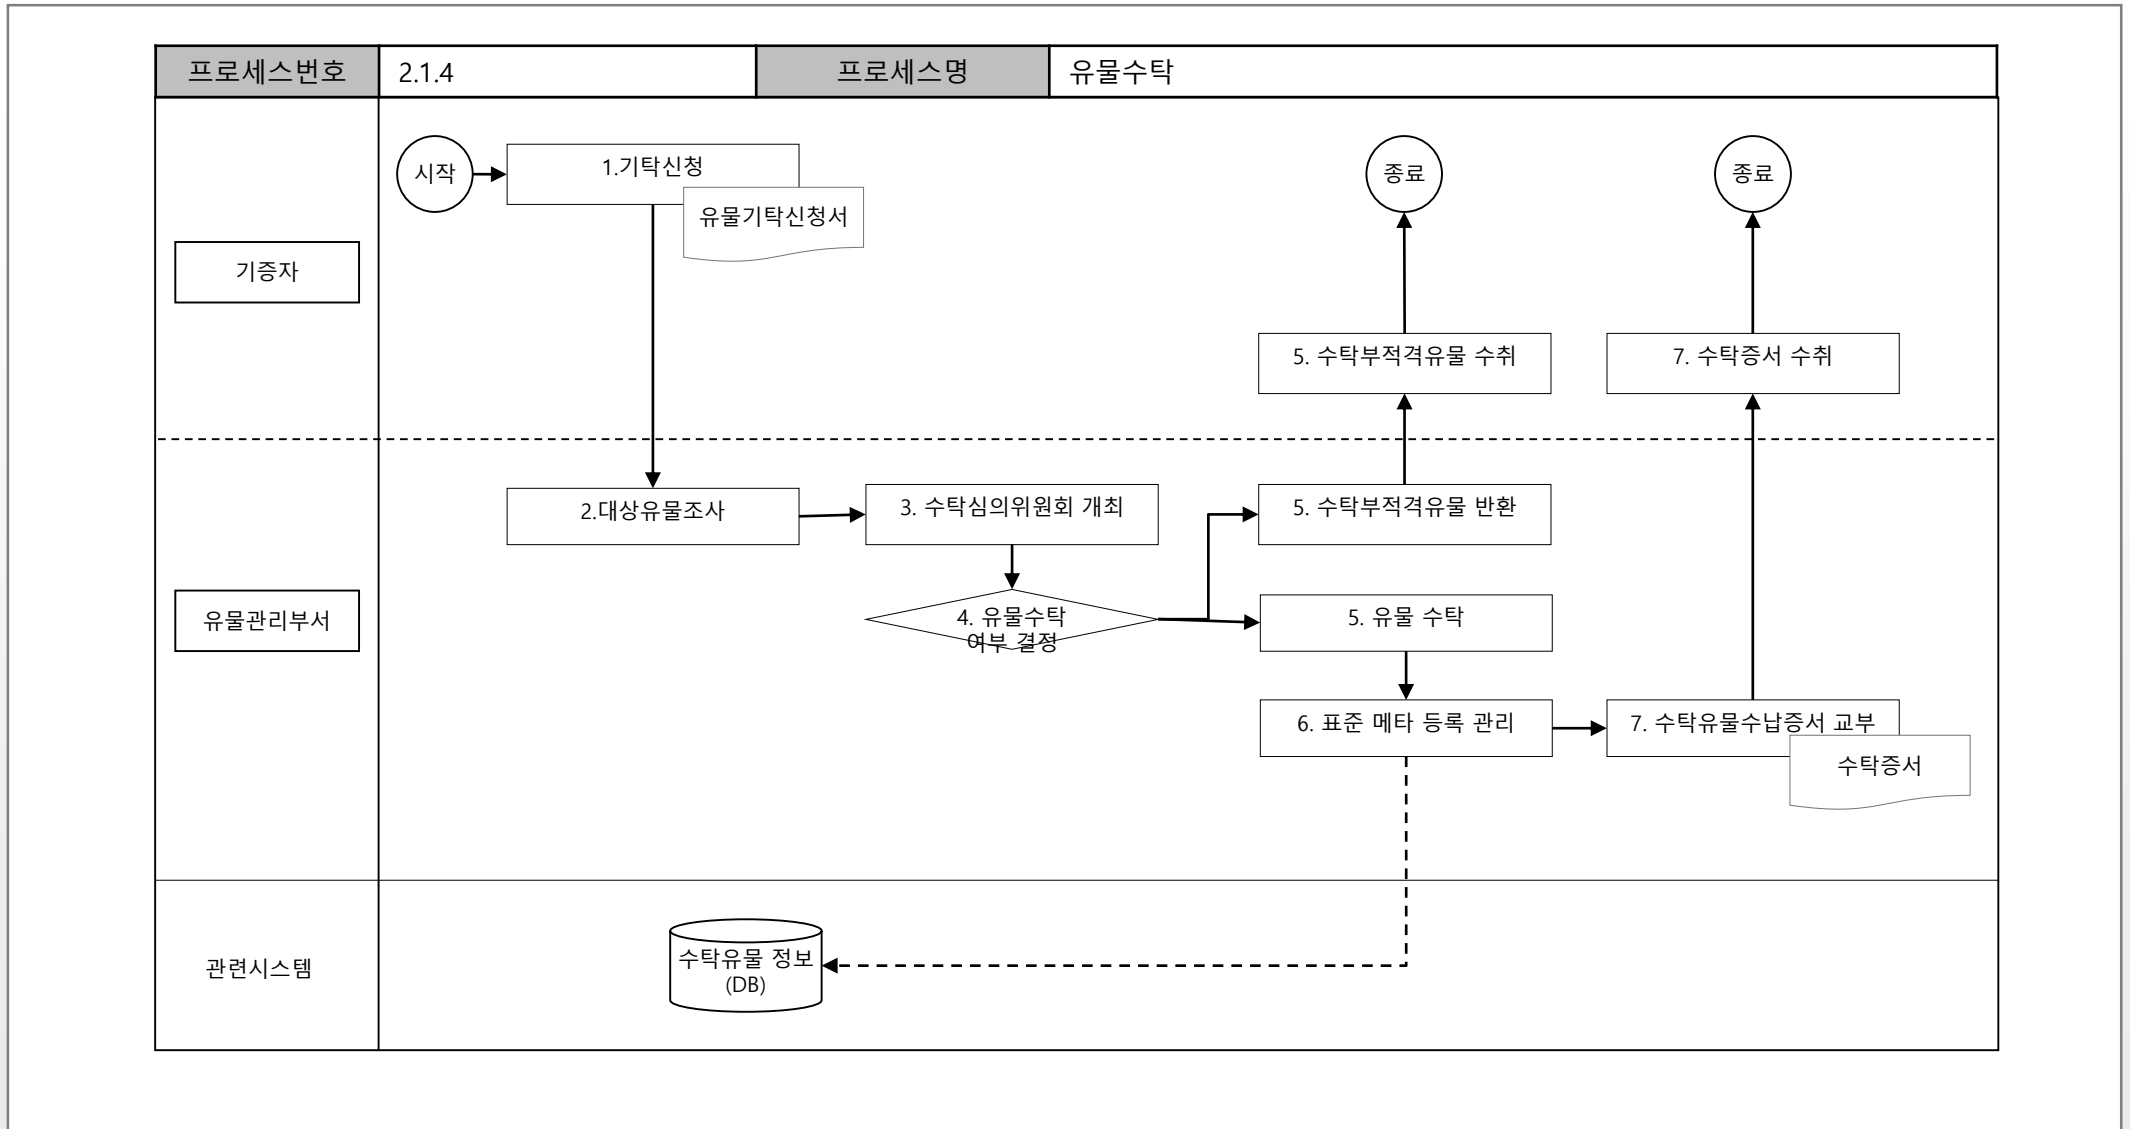 프로세스번호
2.1.4
프로세스명
유물수탁
시작
1.기탁신청
유물기탁신청서
종료
종료
기증자
5. 수탁부적격유물 수취
7. 수탁증서 수취
2.대상유물조사
3. 수탁심의위원회 개최
5. 수탁부적격유물 반환
유물관리부서
4. 유물수탁
여부 결정
5. 유물 수탁
6. 표준 메타 등록 관리
7. 수탁유물수납증서 교부
수탁증서
관련시스템
수탁유물 정보
(DB)